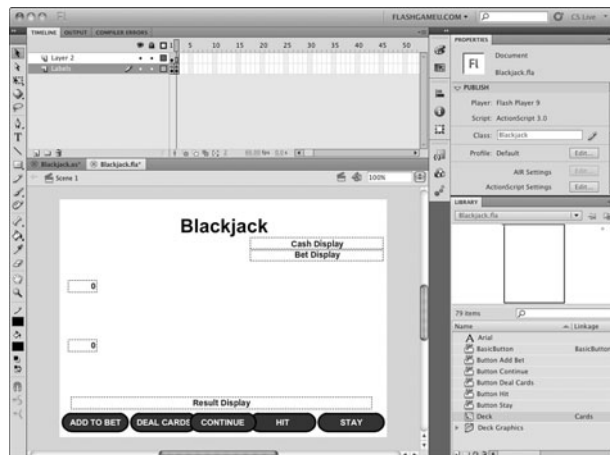 FLASHGAMEU.COM
CS Live
TIMELINE OUTPUT COMPILER ERRORS
1 5 10 15 20 25 30 35 40 45 50
Layer 2
Labels
Blackjack.as* Blackjack.fla*
Scene 1 100%
Blackjack
Cash Display
Bet Display
0
0
Result Display
ADD TO BET DEAL CARDS CONTINUE HIT STAY
PROPERTIES
Fl Document
Blackjack.fla
PUBLISH
Player: Flash Player 9
Script: ActionScript 3.0
Class: Blackjack
Profile: Default Edit...
AIR Settings Edit...
ActionScript Settings Edit...
LIBRARY
Blackjack.fla
79 items
Name Linkage
A Arial
BasicButton BasicButton
Button Add Bet
Button Continue
Button Deal Cards
Button Hit
Button Stay
Deck Cards
Deck Graphics